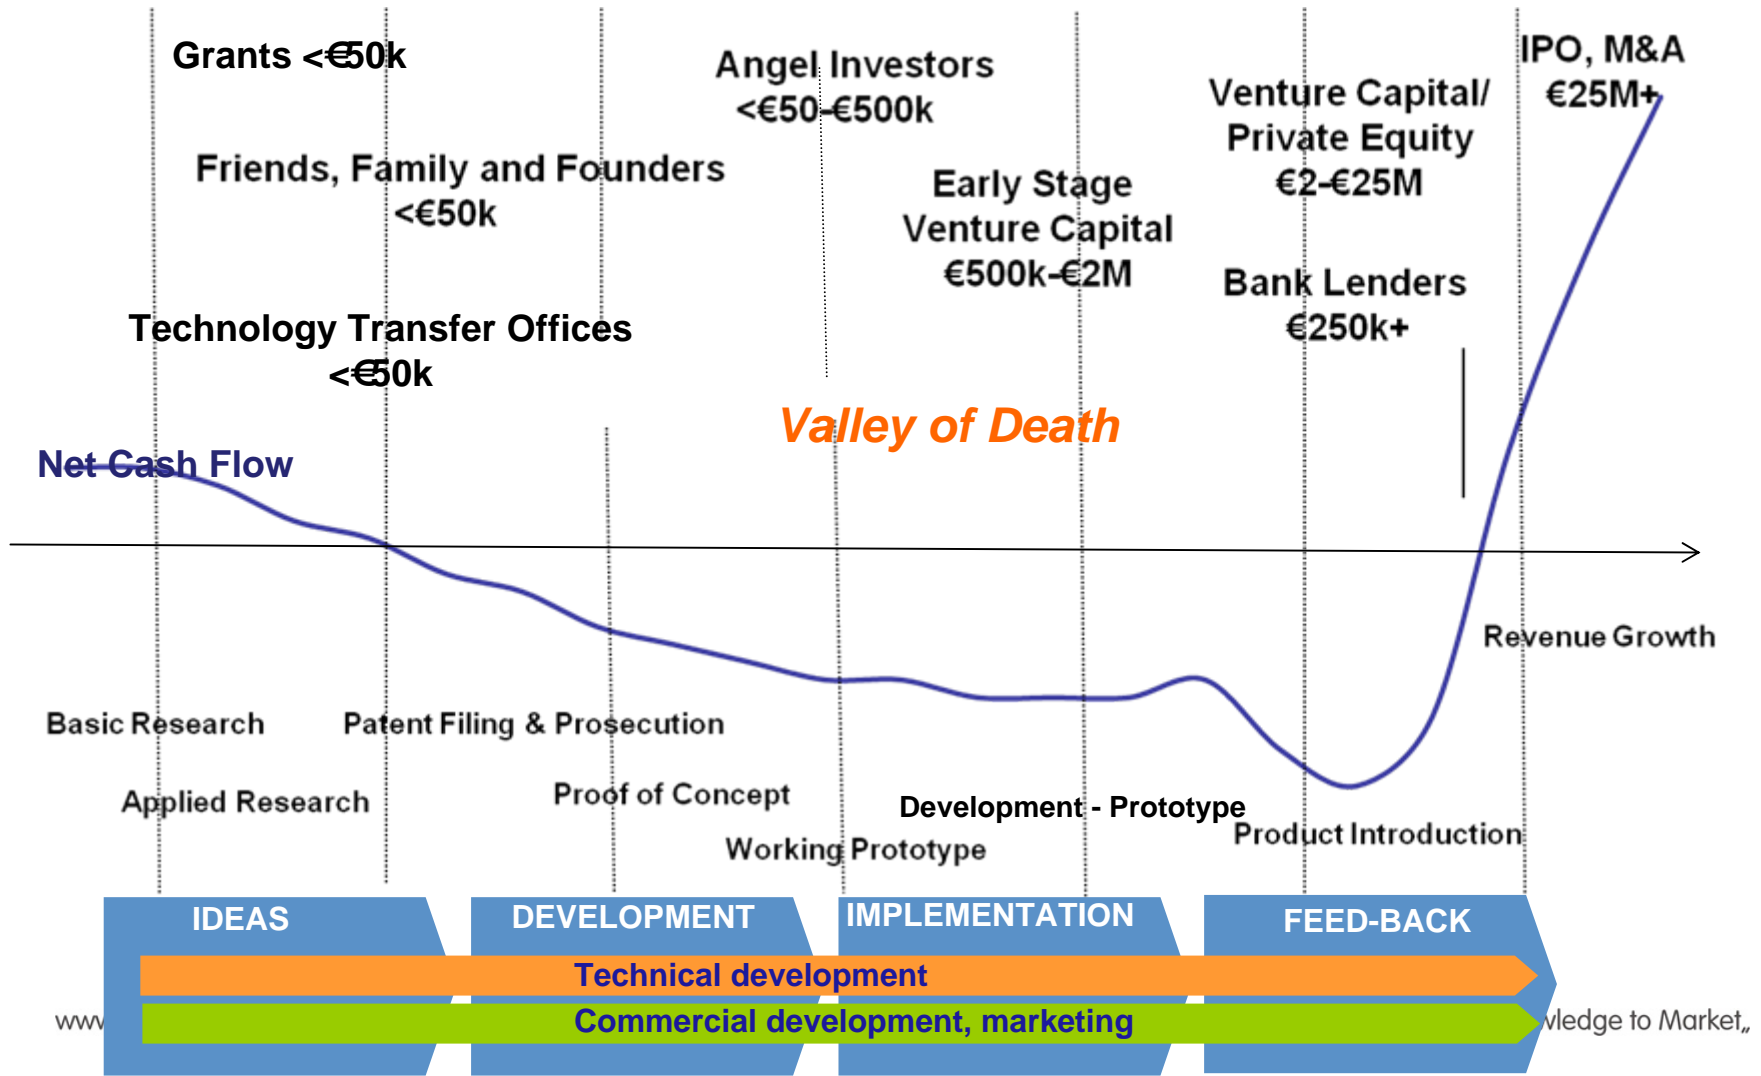 Grants <€50k
Angel Investors
<€50-€500k
IPO, M&A
€25M+
Venture Capital/
Private Equity
€2-€25M
Friends, Family and Founders
<€50k
Early Stage
Venture Capital
€500k-€2M
Bank Lenders
€250k+
Technology Transfer Offices
<€50k
Valley of Death
Net Cash Flow
Revenue Growth
Basic Research
Patent Filing & Prosecution
Applied Research
Proof of Concept
Development - Prototype
Working Prototype
Product Introduction
IDEAS
DEVELOPMENT
IMPLEMENTATION
FEED-BACK
Technical development
Commercial development, marketing
to Market„